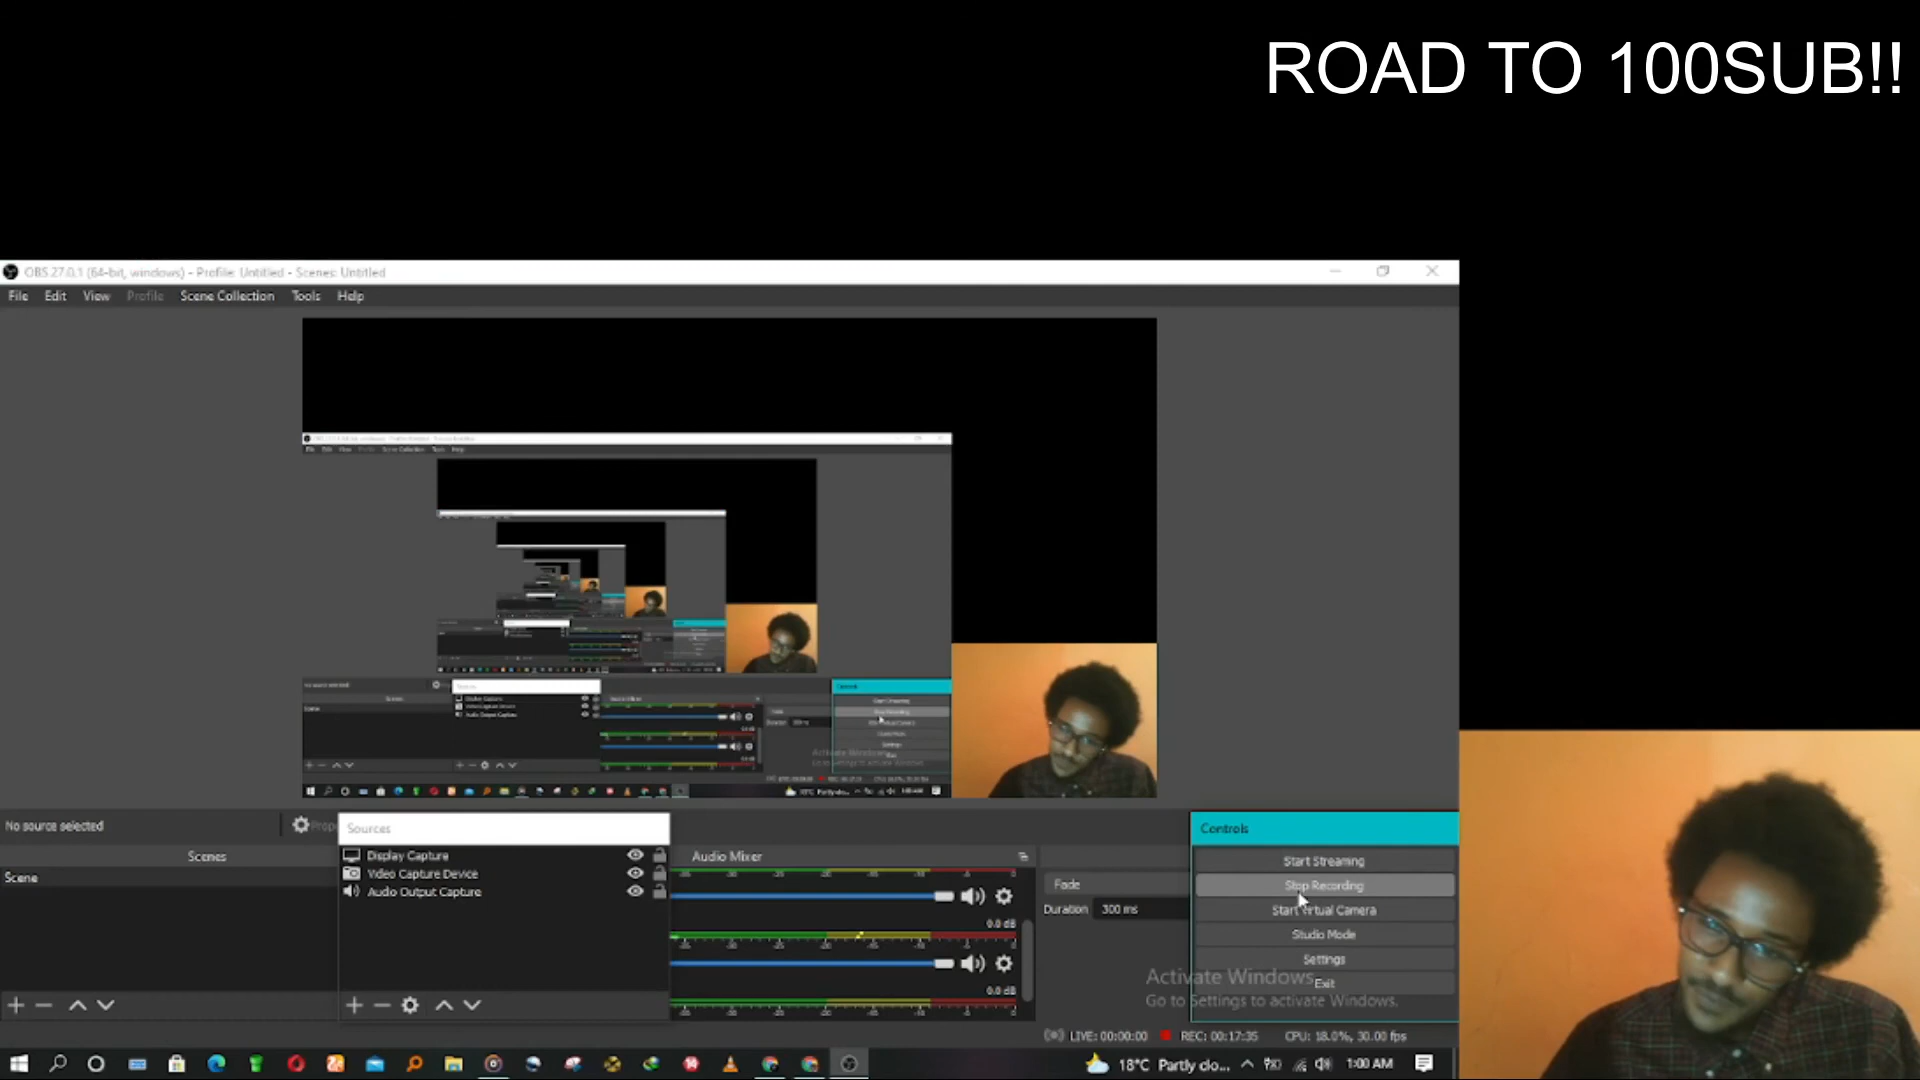 ROAD TO 100SUB!!
OBS 27.0.1 (64-bit, windows) - Profile: Untitled - Scenes: Untitled
File Edit View Profile Scene Collection Tools Help
No source selected
Sources
Controls
Scenes
Display Capture
Audio Mixer
Start Streaming
Scene
Video Capture Device
Fade
Stop Recording
Audio Output Capture
Duration 300 ms
Start Virtual Camera
0.0 dB
Studio Mode
Settings
Activate Windows
Exit
0.0 dB
Go to Settings to activate Windows.
LIVE: 00:00:00 REC: 00:17:35 CPU: 18.0%, 30.00 fps
18°C Partly clo... 1:00 AM